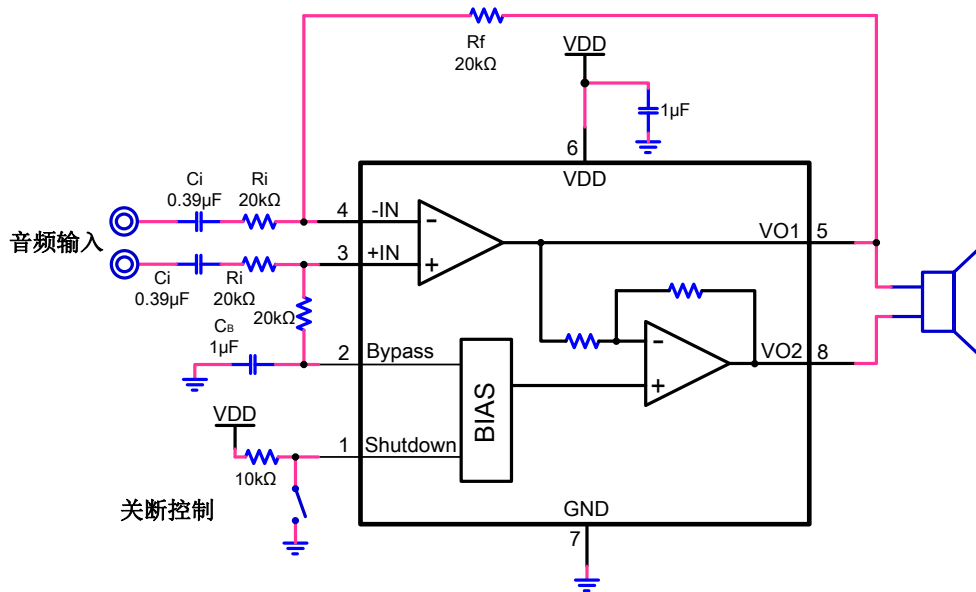 Rf
20kΩ
VDD
1µF
6
VDD
Ci
0.39µF
Ri
20kΩ
4
-IN
-
音频输入
3
+IN
+
VO1
5
Ci
0.39µF
Ri
20kΩ
20kΩ
CB
1µF
2
Bypass
-
+
VO2
8
BIAS
VDD
1
Shutdown
10kΩ
关断控制
GND
7